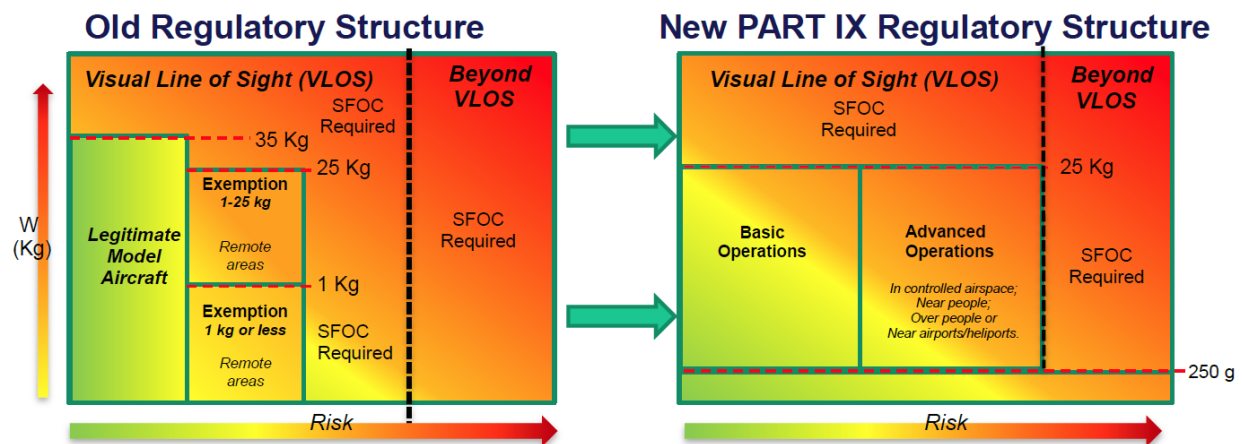 Old Regulatory Structure
Visual Line of Sight (VLOS)
Beyond
VLOS
SFOC
Required
35 Kg
25 Kg
Exemption
1-25 kg
Remote
areas
W
(Kg)
Legitimate
Model
Aircraft
SFOC
Required
1 Kg
Exemption
1 kg or less
Remote
areas
SFOC
Required
Risk
New PART IX Regulatory Structure
Visual Line of Sight (VLOS)
Beyond
VLOS
SFOC
Required
25 Kg
Basic
Operations
Advanced
Operations
In controlled airspace;
Near people;
Over people or
Near airports/heliports.
SFOC
Required
250 g
Risk